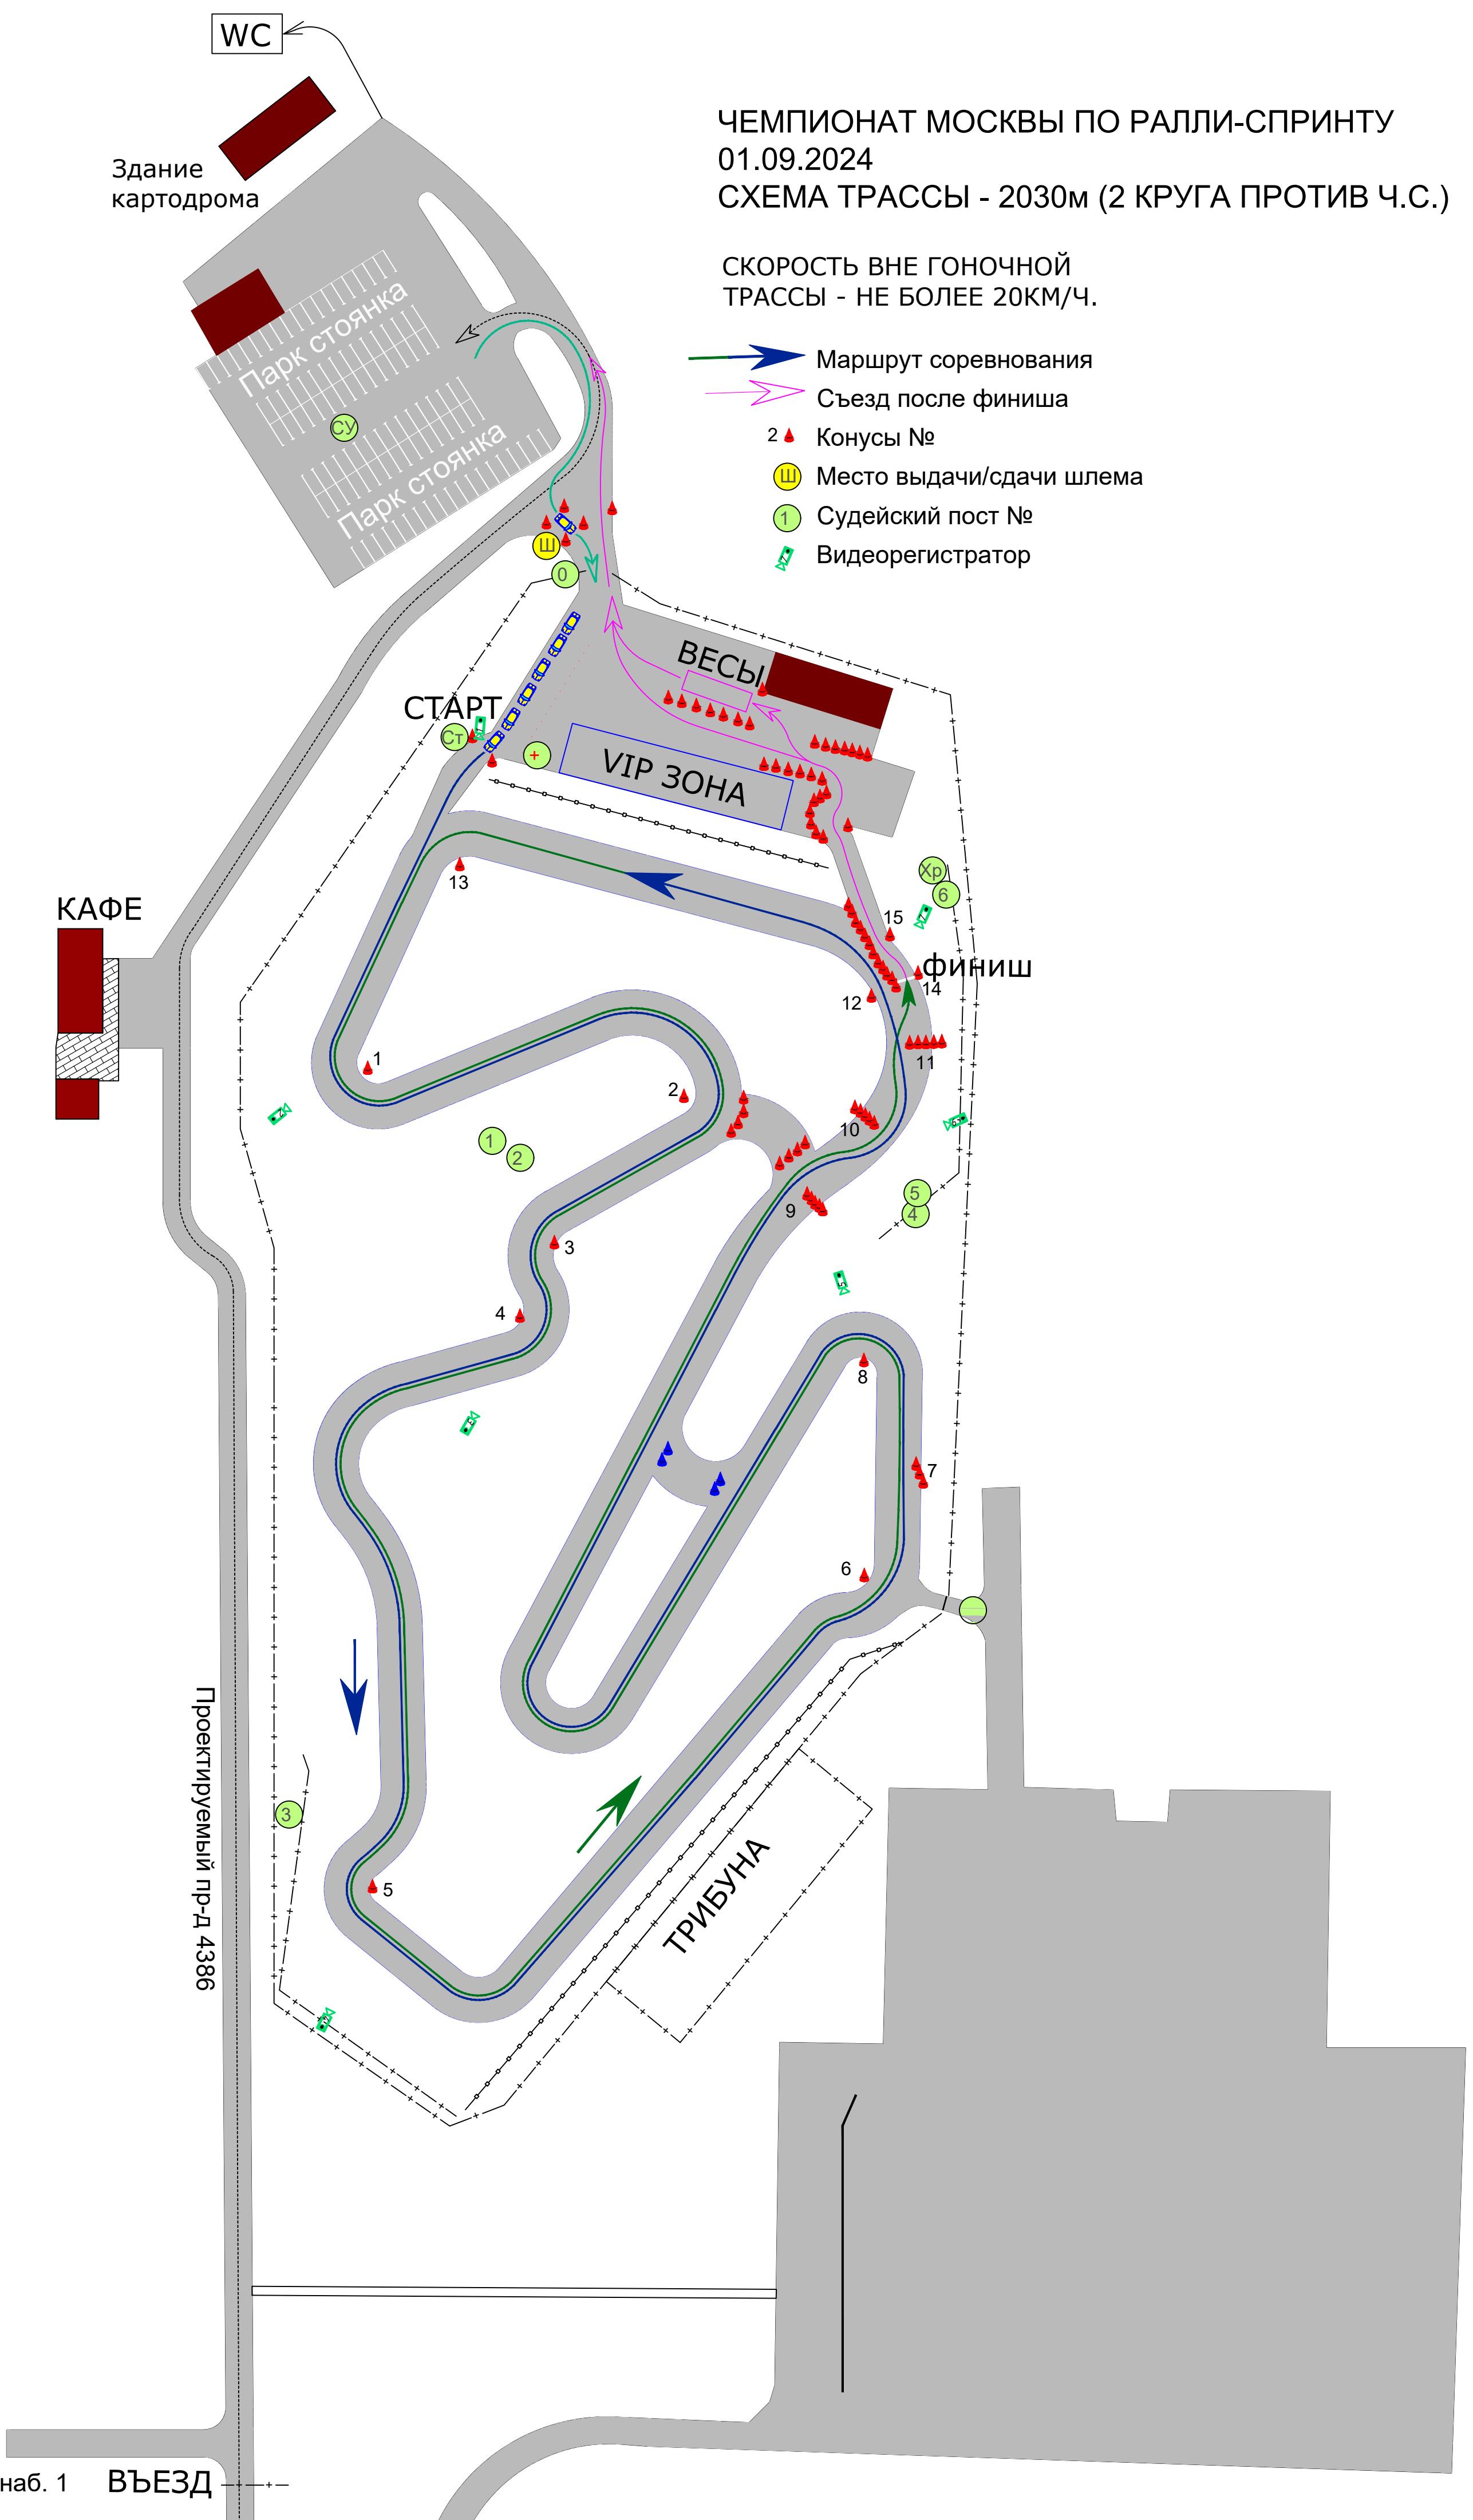 WC
ЧЕМПИОНАТ МОСКВЫ ПО РАЛЛИ-СПРИНТУ
01.09.2024
СХЕМА ТРАССЫ - 2030м (2 КРУГА ПРОТИВ Ч.С.)
Здание
картодрома
СКОРОСТЬ ВНЕ ГОНОЧНОЙ
ТРАССЫ - НЕ БОЛЕЕ 20КМ/Ч.
Маршрут соревнования
Съезд после финиша
2 Конусы №
Ш Место выдачи/сдачи шлема
1 Судейский пост №
Видеорегистратор
Парк стоянка
СУ
Парк стоянка
Ш
0
ВЕСЫ
СТАРТ
Ст
+
VIP ЗОНА
13
Хр
6
КАФЕ
15
финиш
14
12
11
1
2
10
1
2
9
5
4
3
4
8
7
6
Проектируемый пр-д 4386
3
ТРИБУНА
5
наб. 1
ВЪЕЗД